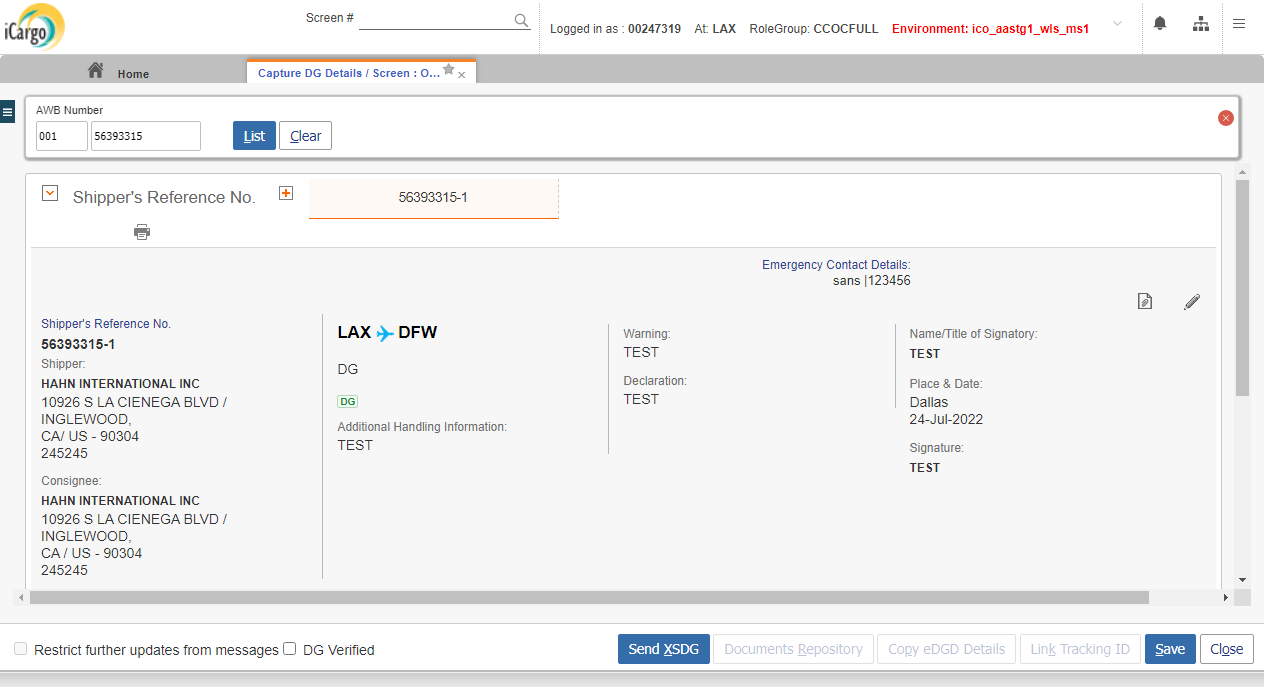 iCargo
Screen #
Logged in as : 00247319 At: LAX RoleGroup: CCOCFULL Environment: ico_aastg1_wls_ms1
Home
Capture DG Details / Screen : O... x
AWB Number
001 56393315 List Clear
Shipper's Reference No. 56393315-1
Emergency Contact Details:
sans |123456
Shipper's Reference No.
56393315-1
Shipper:
HAHN INTERNATIONAL INC
10926 S LA CIENEGA BLVD /
INGLEWOOD,
CA/ US - 90304
245245
Consignee:
HAHN INTERNATIONAL INC
10926 S LA CIENEGA BLVD /
INGLEWOOD,
CA / US - 90304
245245
LAX DFW
DG
DG
Additional Handling Information:
TEST
Warning:
TEST
Declaration:
TEST
Name/Title of Signatory:
TEST
Place & Date:
Dallas
24-Jul-2022
Signature:
TEST
Restrict further updates from messages DG Verified Send XSDG Documents Repository Copy eDGD Details Link Tracking ID Save Close